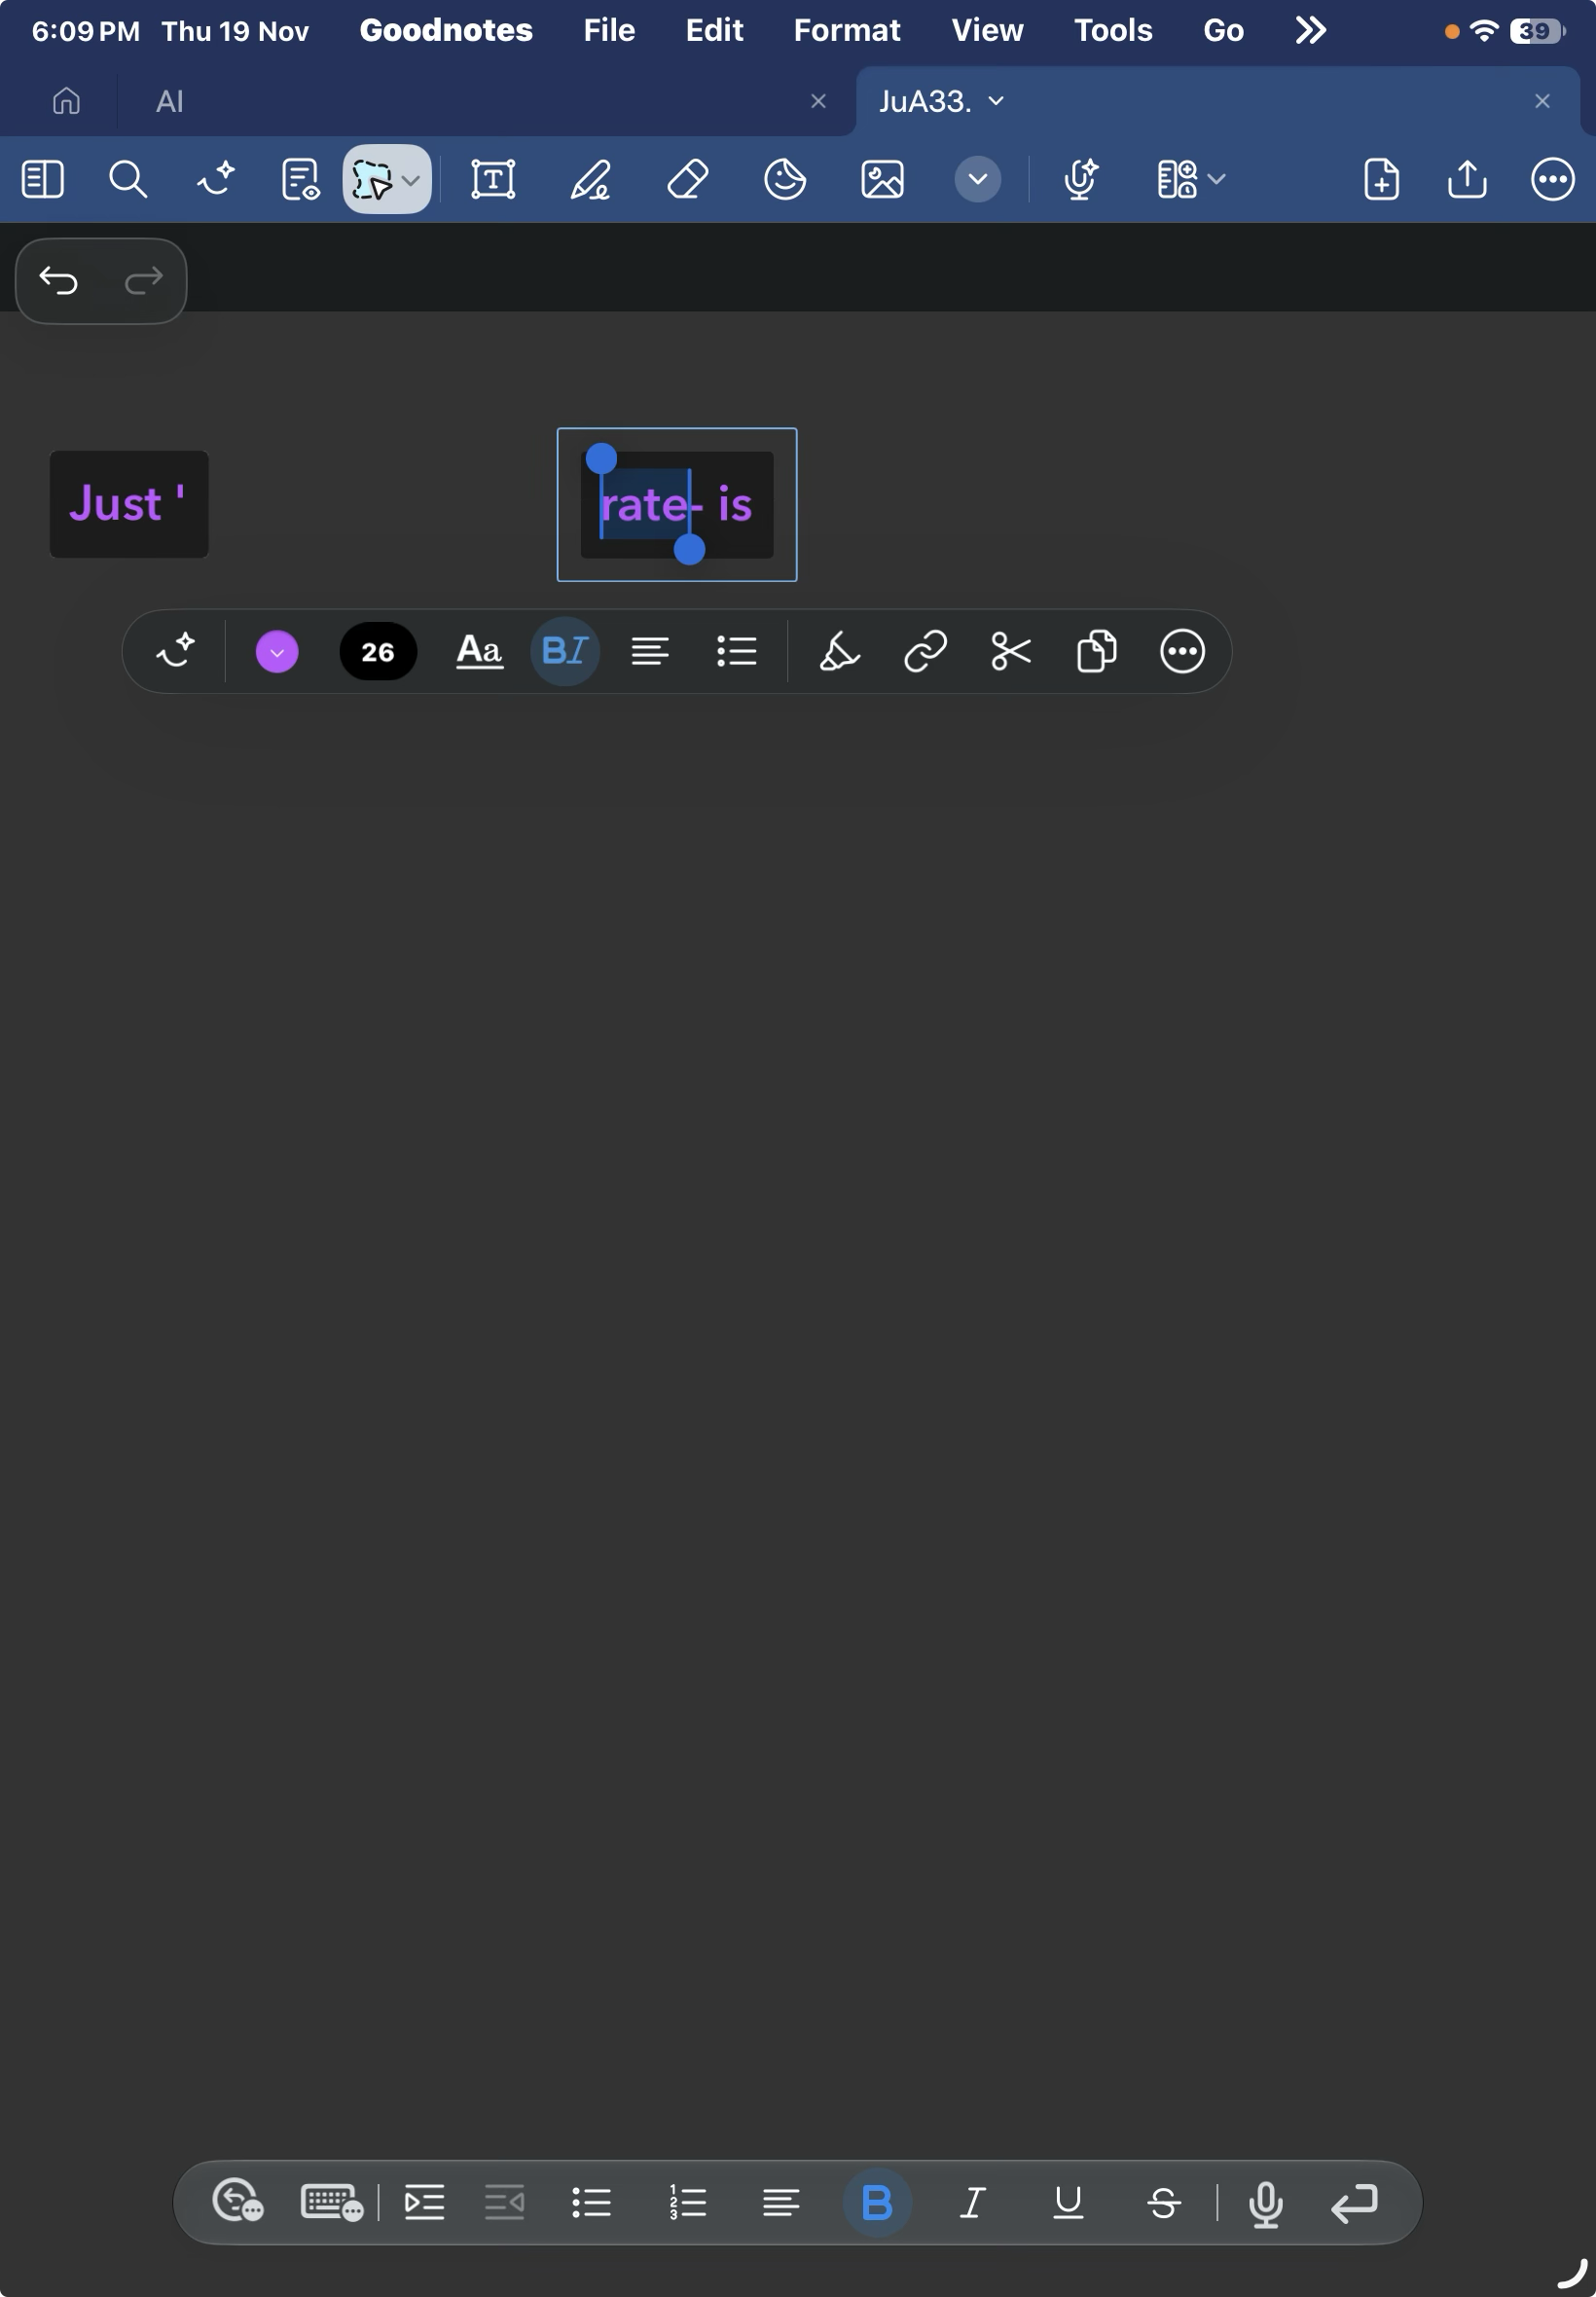 6:09 PM Thu 19 Nov Goodnotes File Edit Format View Tools Go 39
AI JuA33.
Just ' rate- is
26 Aa BI
B I U S